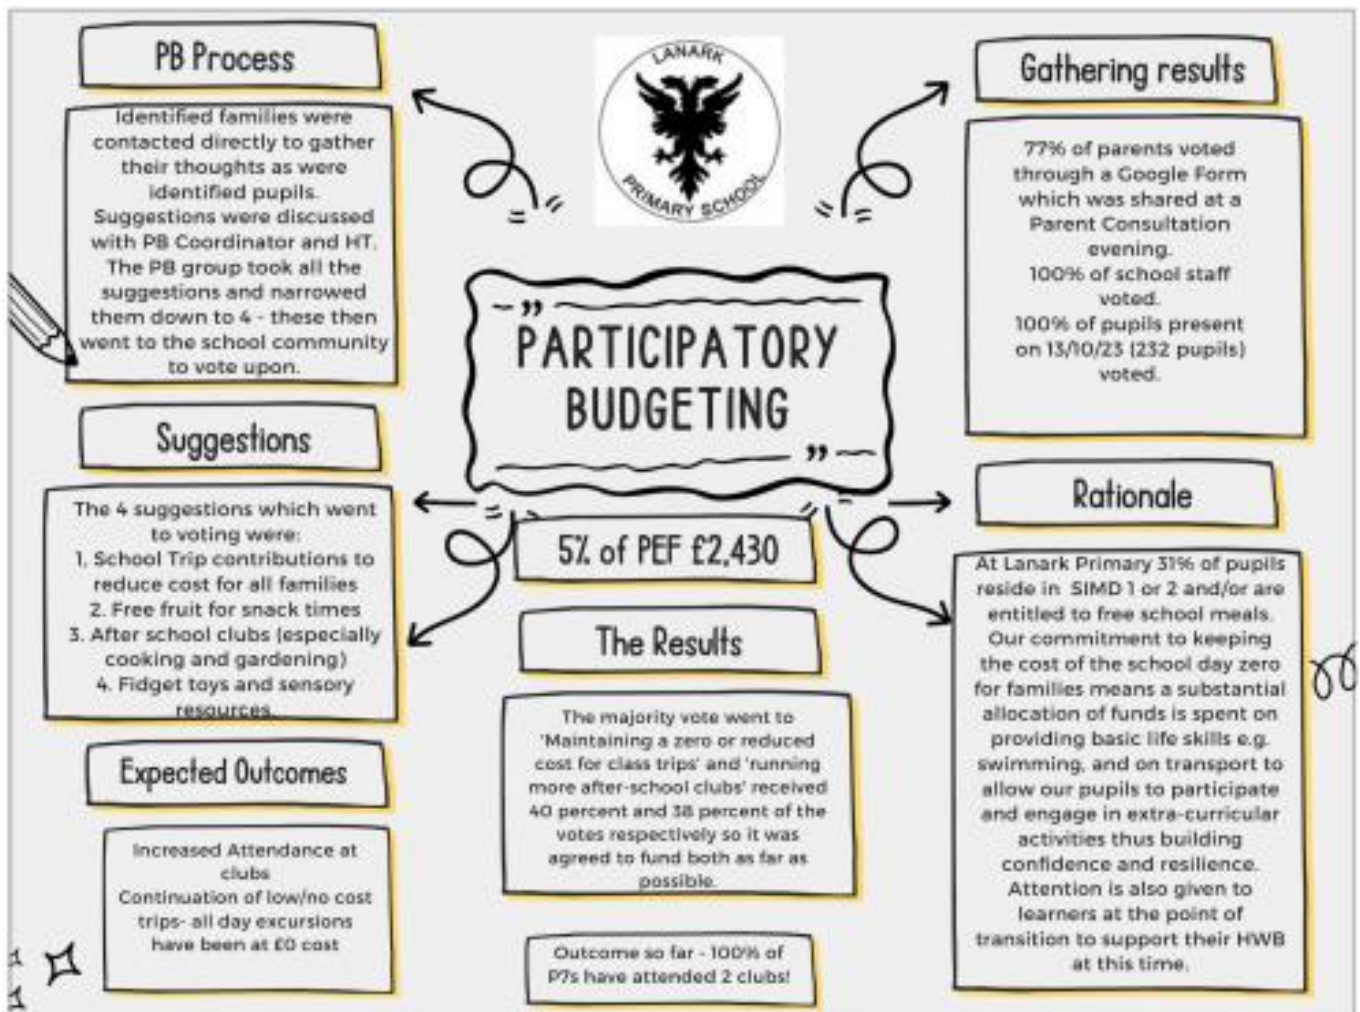 PB Process
Identified families were
contacted directly to gather
their thoughts as were
identified pupils.
Suggestions were discussed
with PB Coordinator and HT.
The PB group took all the
suggestions and narrowed
them down to 4 - these then
went to the school community
to vote upon.
Suggestions
The 4 suggestions which went
to voting were:
1. School Trip contributions to
reduce cost for all families
2. Free fruit for snack times
3. After school clubs (especially
cooking and gardening)
4. Fidget toys and sensory
resources.
Expected Outcomes
Increased Attendance at
clubs
Continuation of low/no cost
trips- all day excursions
have been at £0 cost
LANARK
PRIMARY SCHOOL
PARTICIPATORY
BUDGETING
5% of PEF £2,430
The Results
The majority vote went to
'Maintaining a zero or reduced
cost for class trips' and 'running
more after-school clubs' received
40 percent and 38 percent of the
votes respectively so it was
agreed to fund both as far as
possible.
Outcome so far - 100% of
P7s have attended 2 clubs!
Gathering results
77% of parents voted
through a Google Form
which was shared at a
Parent Consultation
evening.
100% of school staff
voted.
100% of pupils present
on 13/10/23 (232 pupils)
voted.
Rationale
At Lanark Primary 31% of pupils
reside in SIMD 1 or 2 and/or are
entitled to free school meals.
Our commitment to keeping
the cost of the school day zero
for families means a substantial
allocation of funds is spent on
providing basic life skills e.g.
swimming, and on transport to
allow our pupils to participate
and engage in extra-curricular
activities thus building
confidence and resilience.
Attention is also given to
learners at the point of
transition to support their HWB
at this time.